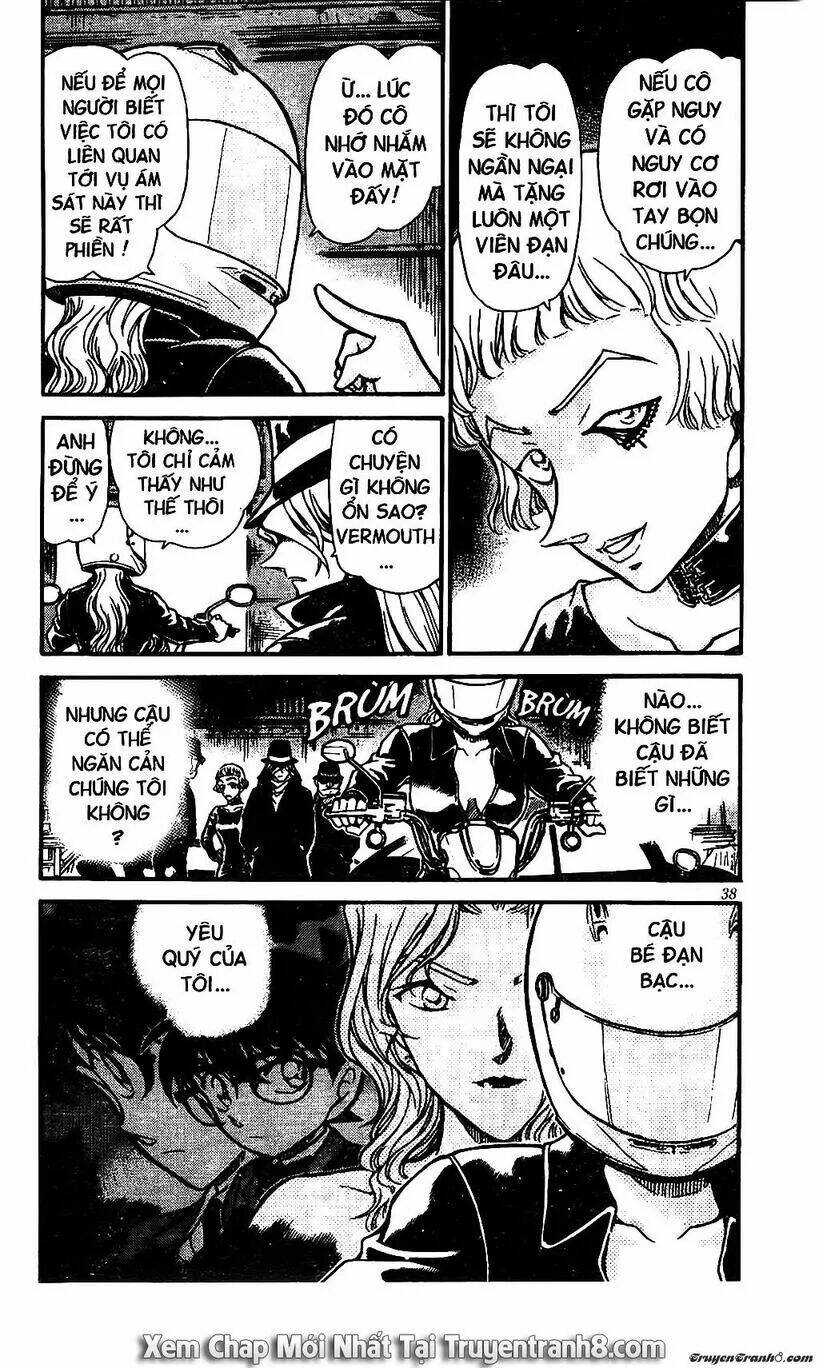 NẾU CÔ
GẶP NGUY
VÀ CÓ
NGUY CƠ
RƠI VÀO
TAY BỌN
CHÚNG...
THÌ TÔI
SẼ KHÔNG
NGẦN NGẠI
MÀ TẶNG
LUÔN MỘT
VIÊN ĐẠN
ĐÂU...
Ừ... LÚC
ĐÓ CÔ
NHỚ NHẮM
VÀO MẶT
ĐẤY!
NẾU ĐỂ MỌI
NGƯỜI BIẾT
VIỆC TÔI CÓ
LIÊN QUAN
TỚI VỤ ÁM
SÁT NÀY THÌ
SẼ RẤT
PHIỀN !
CÓ
CHUYỆN
GÌ KHÔNG
ỔN SAO?
VERMOUTH
...
KHÔNG...
TÔI CHỈ CẢM
THẤY NHƯ
THẾ THÔI
...
ANH
ĐỪNG
ĐỂ Ý
...
NÀO...
KHÔNG BIẾT
CẬU ĐÃ
BIẾT NHỮNG
GÌ...
BRÙM
BRÙM
NHƯNG CẬU
CÓ THỂ
NGĂN CẢN
CHÚNG TÔI
KHÔNG
?
38
CẬU
BÉ ĐẠN
BẠC...
YÊU
QUÝ CỦA
TÔI...
Xem Chap Mới Nhất Tại Truyentranh8.com
TruyenTranh8.com